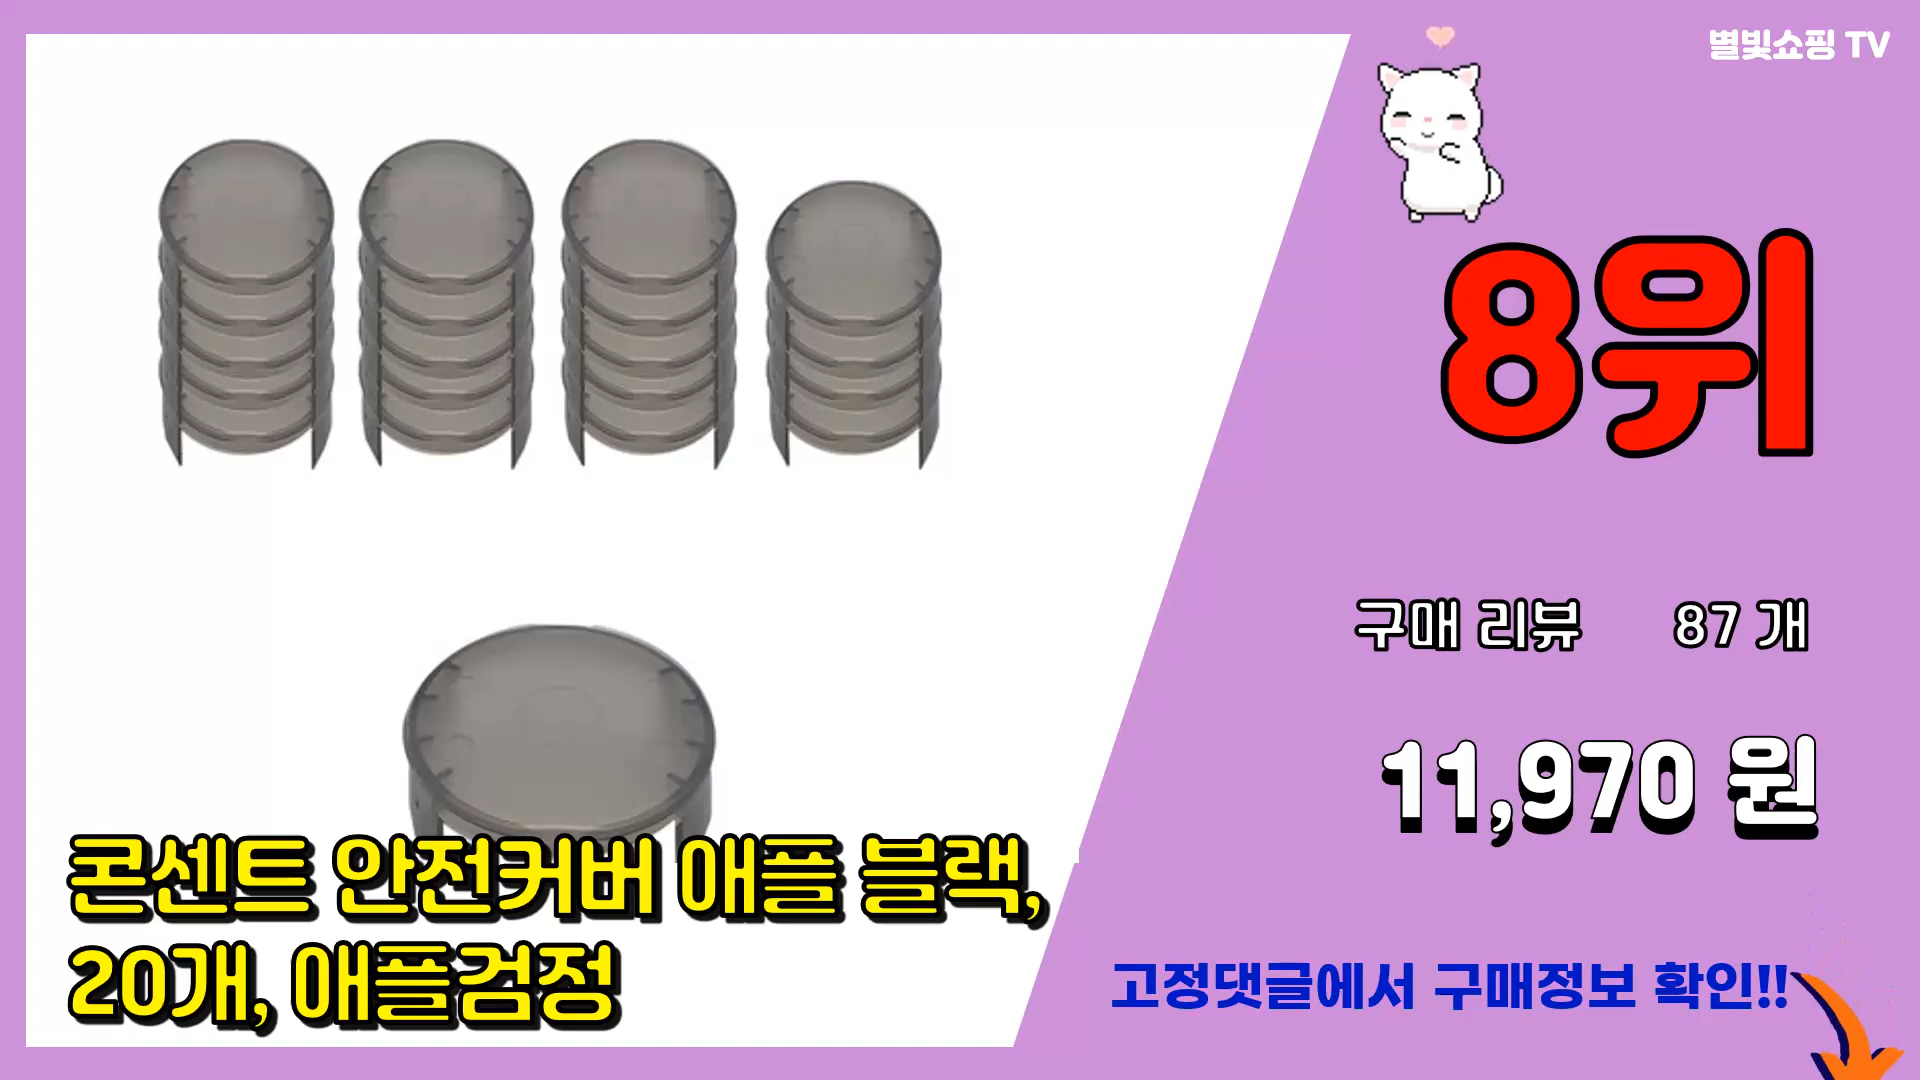 별빛쇼핑 TV
8위
구매 리뷰 87 개
11,970 원
콘센트 안전커버 애플 블랙,
20개, 애플검정
고정댓글에서 구매정보 확인!!